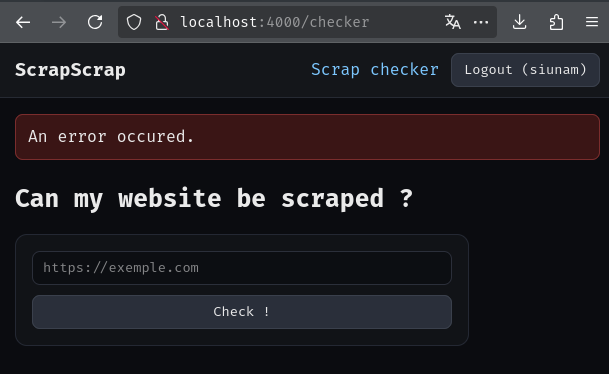 localhost:4000/checker
ScrapScrap Scrap checker Logout (siunam)
An error occured.
Can my website be scraped ?
https://exemple.com
Check !